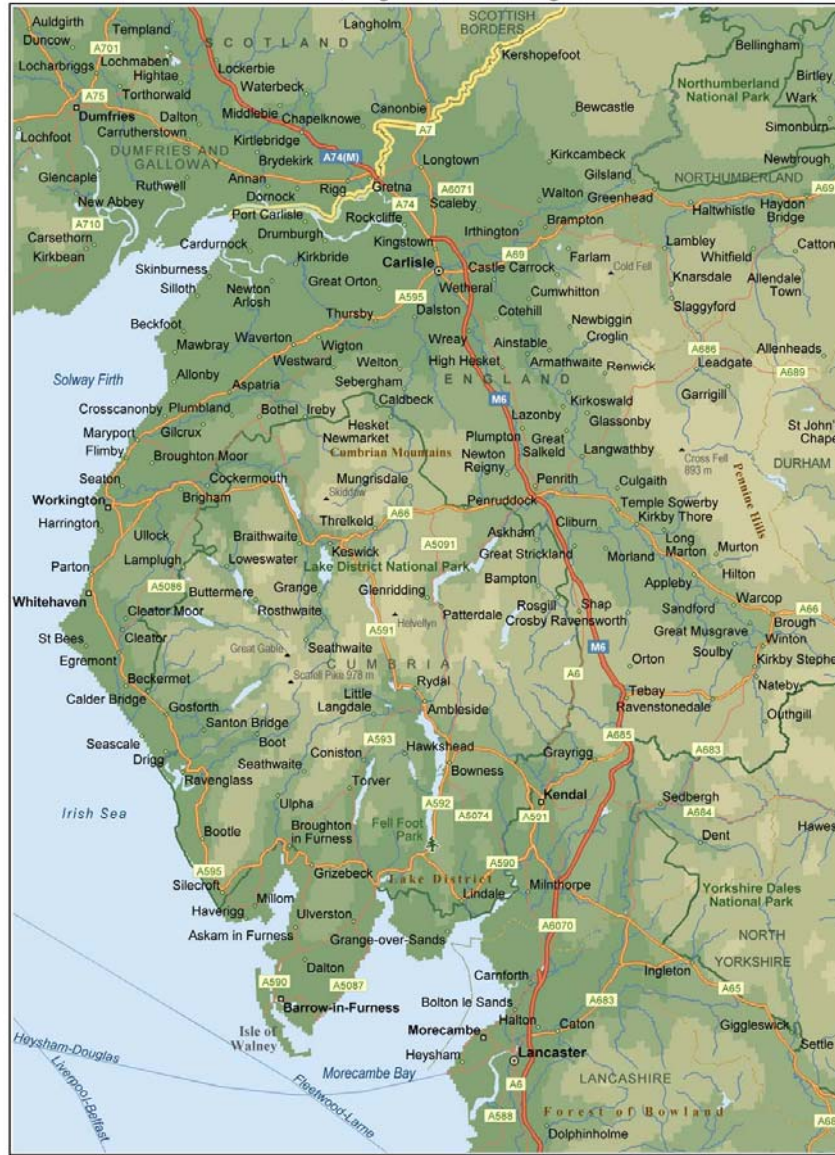 Auldgirth
Templand
Langholm
SCOTTISH
BORDERS
Duncow
A701
SCOTLAND
Kershopefoot
Bellingham
Lochmaben
Locharbriggs
Hightae
Lockerbie
Northumberland
National Park
Birtley
Waterbeck
Wark
A75
Torthorwald
Canonbie
Bewcastle
Dumfries
Dalton
Middlebie
Chapelknowe
Simonburn
Carrutherstown
A7
Lochfoot
Kirtlebridge
DUMFRIES AND
GALLOWAY
Brydekirk
A74(M)
Longtown
Kirkcambeck
Newbrough
Glencaple
Ruthwell
Annan
Rigg
Gretna
A6071
Gilsland
NORTHUMBERLAND
New Abbey
Dornock
A74
Scaleby
Walton
Greenhead
A69
Port Carlisle
Rockcliffe
Haltwhistle
Haydon
Bridge
A710
Drumburgh
Irthington
Brampton
Carsethorn
Cardurnock
Kingstown
Lambley
Whitfield
Catton
Kirkbean
Kirkbride
Carlisle
A69
Farlam
Cold Fell
Skinburness
Castle Carrock
Knarsdale
Allendale
Town
Silloth
Newton
Arlosh
Great Orton
A595
Wetheral
Cumwhitton
Slaggyford
Thursby
Dalston
Cotehill
Beckfoot
Newbiggin
Mawbray
Waverton
Wigton
Wreay
Ainstable
Croglin
A686
Allenheads
Westward
Welton
High Hesket
Armathwaite
Renwick
Leadgate
A689
Solway Firth
Allonby
Aspatria
Sebergham
ENGLAND
Garrigill
Caldbeck
M6
Kirkoswald
Crosscanonby
Plumbland
Bothel
Ireby
Lazonby
Glassonby
St John'
Chape
Maryport
Gilcrux
Hesket
Newmarket
Plumpton
Great
Salkeld
Flimby
Langwathby
Cross Fell
893 m
DURHAM
Broughton Moor
Cumbrian Mountains
Newton
Reigny
Seaton
Cockermouth
Mungrisdale
Penrith
Culgaith
Pennine Hills
Workington
Brigham
Skiddaw
Penruddock
Temple Sowerby
Harrington
Threlkeld
A66
Kirkby Thore
Ullock
Braithwaite
Askham
Cliburn
Long
Marton
Murton
Parton
Lamplugh
Loweswater
Keswick
A5091
Great Strickland
Morland
Lake District National Park
Hilton
A5086
Buttermere
Grange
Glenridding
Bampton
Appleby
Warcop
Whitehaven
Cleator Moor
Rosthwaite
Helvellyn
Patterdale
Rosgill
Shap
Sandford
A66
Crosby Ravensworth
Brough
St Bees
Cleator
Seathwaite
A591
Great Musgrave
Winton
Egremont
Great Gable
CUMBRIA
M6
Soulby
Orton
Kirkby Stephe
Beckermet
Scafell Pike 978 m
Rydal
A6
Calder Bridge
Little
Langdale
Tebay
Nateby
Gosforth
Ambleside
Ravenstonedale
Santon Bridge
Outhgill
Seascale
Boot
A593
Hawkshead
A685
Drigg
Seathwaite
Coniston
Grayrigg
A683
Ravenglass
Torver
Bowness
Kendal
Irish Sea
Ulpha
A592
A5074
A591
Sedbergh
Bootle
Broughton
in Furness
Fell Foot
Park
A684
Dent
Hawes
A595
A590
Silecroft
Grizebeck
Lake District
Milnthorpe
Yorkshire Dales
National Park
Millom
Lindale
Haverigg
Ulverston
A6070
Askam in Furness
Grange-over-Sands
NORTH
YORKSHIRE
Dalton
Carnforth
Ingleton
A590
A5087
A65
Barrow-in-Furness
Bolton le Sands
A683
Halton
Caton
Giggleswick
Isle of
Walney
Morecambe
Settle
Heysham-Douglas
Heysham
Lancaster
Liverpool-Belfast
Fleetwood-Larne
Morecambe Bay
A6
LANCASHIRE
A588
Forest of Bowland
A68
Dolphinholme